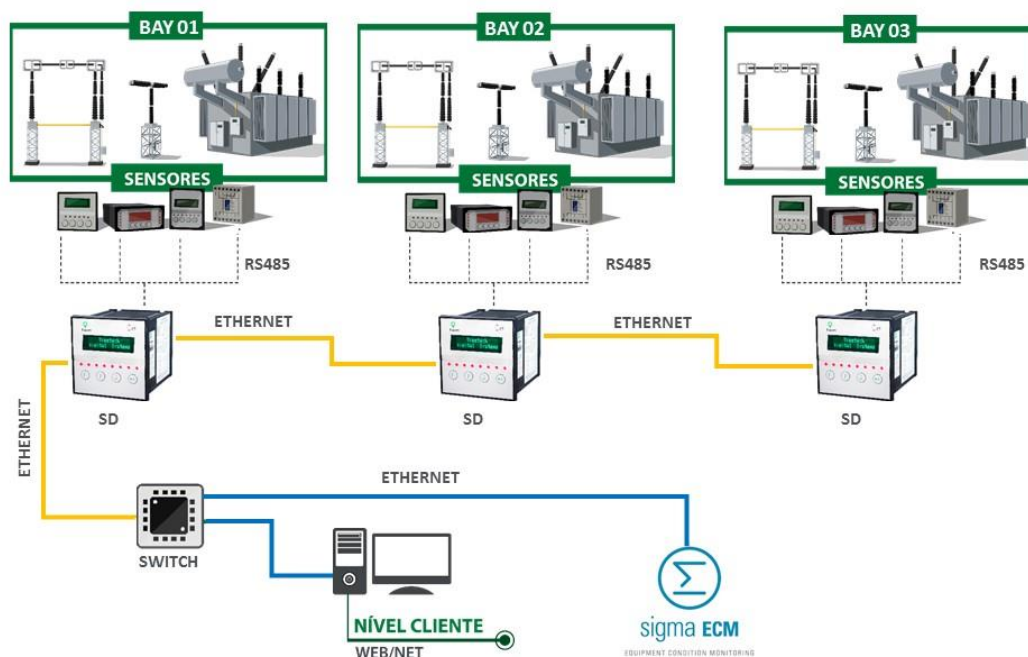 BAY 01
BAY 02
BAY 03
SENSORES
SENSORES
SENSORES
RS485
RS485
RS485
ETHERNET
ETHERNET
SD
SD
SD
ETHERNET
ETHERNET
SWITCH
NÍVEL CLIENTE
WEB/NET
sigma ECM
EQUIPMENT CONDITION MONITORING